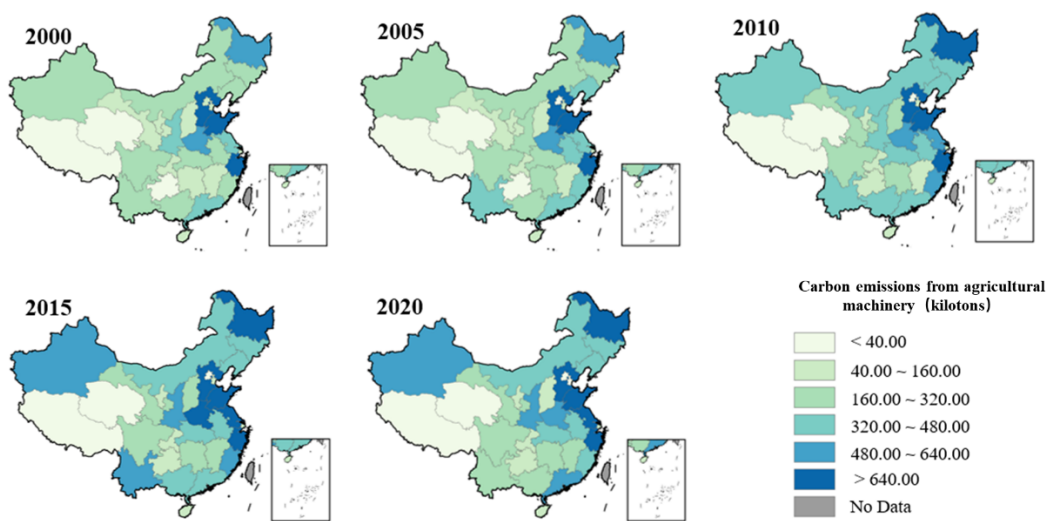 2000
2005
2010
2015
2020
Carbon emissions from agricultural
machinery（kilotons）
< 40.00
40.00 ~ 160.00
160.00 ~ 320.00
320.00 ~ 480.00
480.00 ~ 640.00
> 640.00
No Data